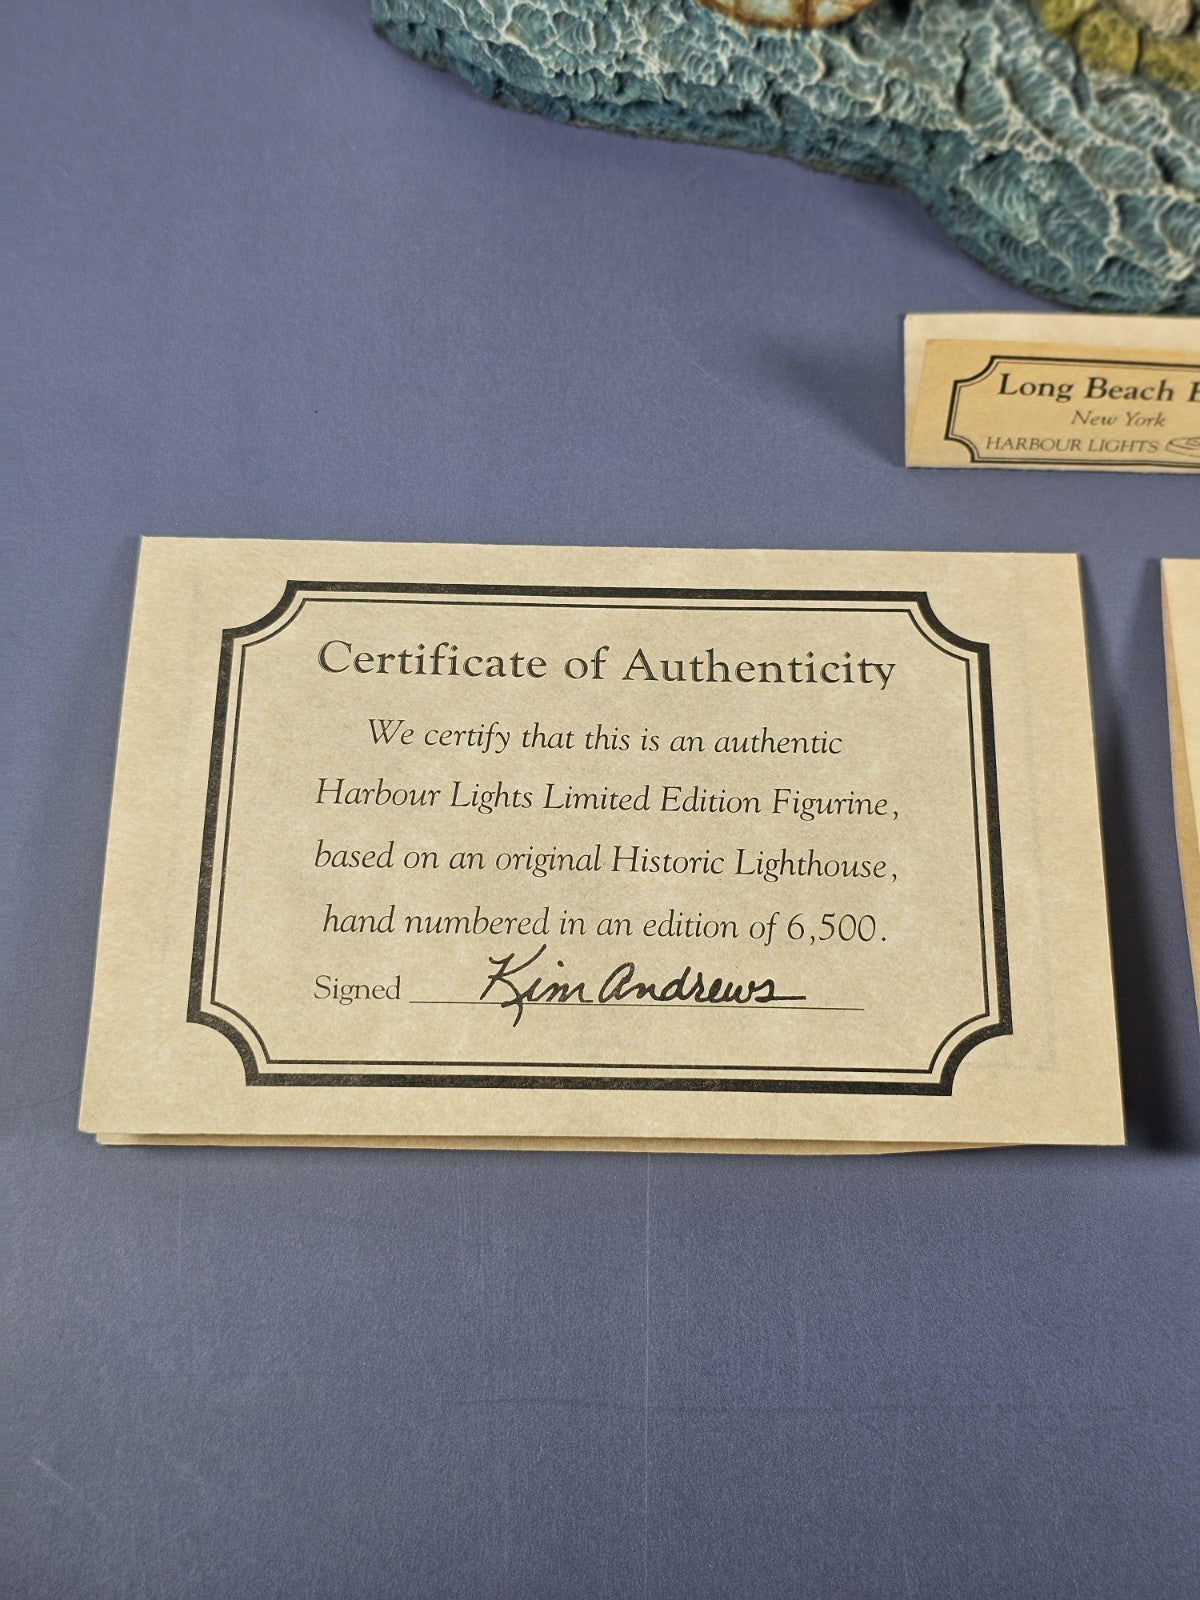 Long Beach
New York
HARBOUR LIGHTS
Certificate of Authenticity
We certify that this is an authentic
Harbour Lights Limited Edition Figurine,
based on an original Historic Lighthouse,
hand numbered in an edition of 6,500.
Signed Kim Andrews